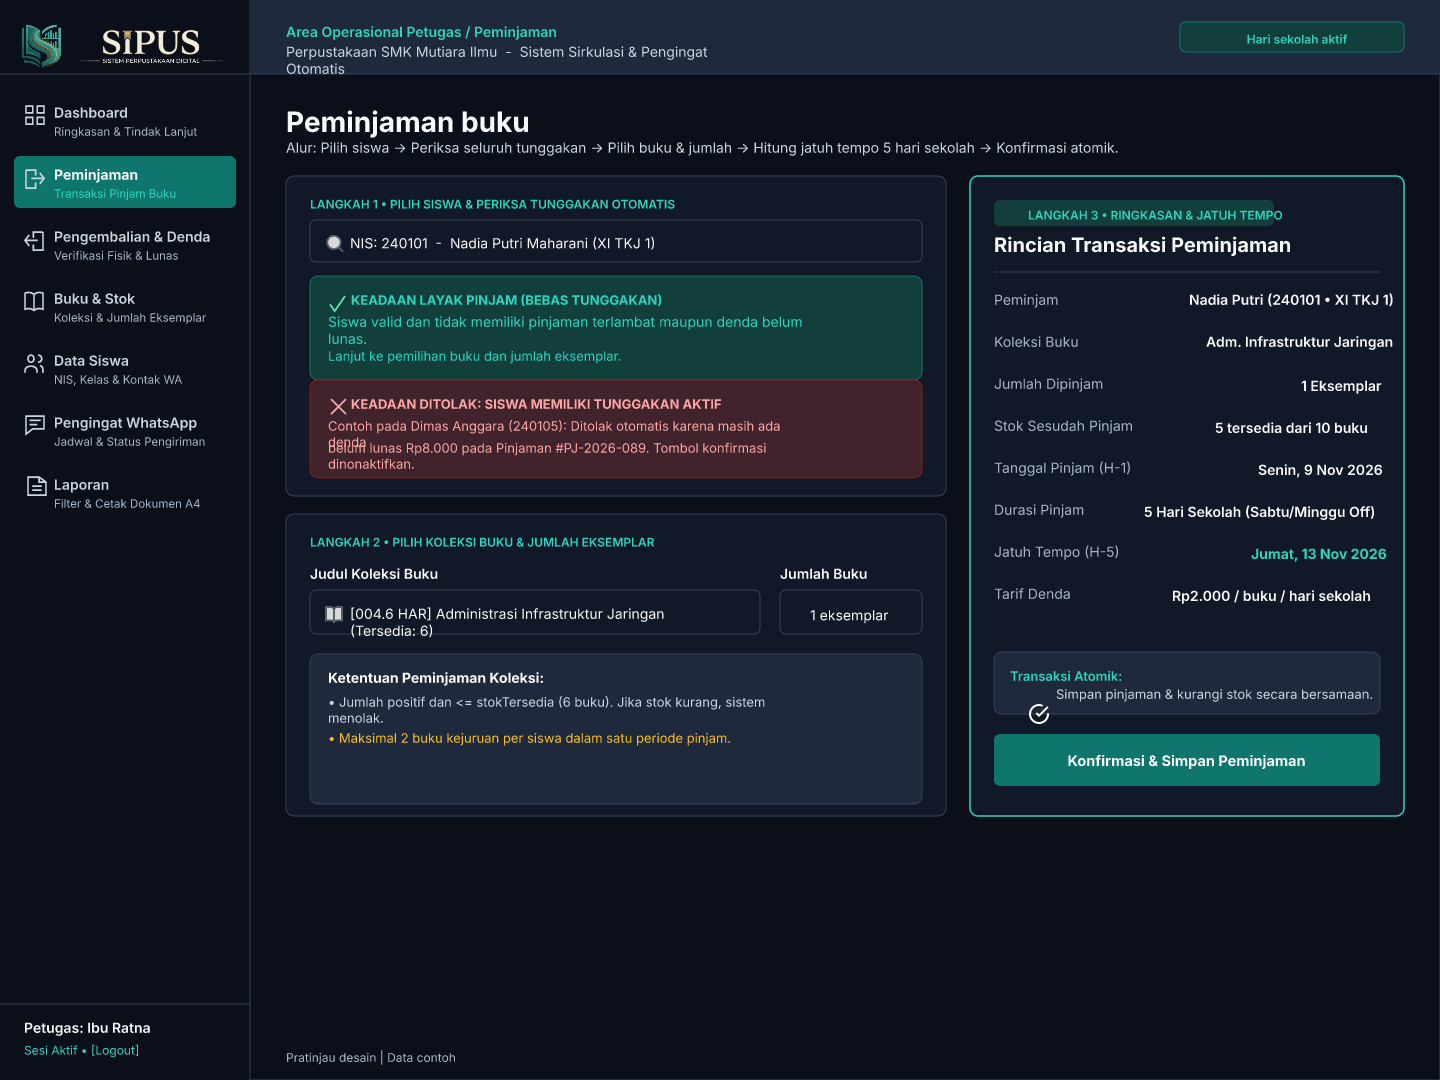 SIPUS
SISTEM PERPUSTAKAAN DIGITAL
Area Operasional Petugas / Peminjaman
Perpustakaan SMK Mutiara Ilmu  -  Sistem Sirkulasi & Pengingat
Otomatis
Hari sekolah aktif
Dashboard
Ringkasan & Tindak Lanjut
Peminjaman
Transaksi Pinjam Buku
Pengembalian & Denda
Verifikasi Fisik & Lunas
Buku & Stok
Koleksi & Jumlah Eksemplar
Data Siswa
NIS, Kelas & Kontak WA
Pengingat WhatsApp
Jadwal & Status Pengiriman
Laporan
Filter & Cetak Dokumen A4
Petugas: Ibu Ratna
Sesi Aktif • [Logout]
Peminjaman buku
Alur: Pilih siswa → Periksa seluruh tunggakan → Pilih buku & jumlah → Hitung jatuh tempo 5 hari sekolah → Konfirmasi atomik.
LANGKAH 1 • PILIH SISWA & PERIKSA TUNGGAKAN OTOMATIS
NIS: 240101  -  Nadia Putri Maharani (XI TKJ 1)
KEADAAN LAYAK PINJAM (BEBAS TUNGGAKAN)
Siswa valid dan tidak memiliki pinjaman terlambat maupun denda belum
lunas.
Lanjut ke pemilihan buku dan jumlah eksemplar.
KEADAAN DITOLAK: SISWA MEMILIKI TUNGGAKAN AKTIF
Contoh pada Dimas Anggara (240105): Ditolak otomatis karena masih ada
denda
belum lunas Rp8.000 pada Pinjaman #PJ-2026-089. Tombol konfirmasi
dinonaktifkan.
LANGKAH 2 • PILIH KOLEKSI BUKU & JUMLAH EKSEMPLAR
Judul Koleksi Buku
Jumlah Buku
[004.6 HAR] Administrasi Infrastruktur Jaringan
(Tersedia: 6)
1 eksemplar
Ketentuan Peminjaman Koleksi:
• Jumlah positif dan <= stokTersedia (6 buku). Jika stok kurang, sistem
menolak.
• Maksimal 2 buku kejuruan per siswa dalam satu periode pinjam.
LANGKAH 3 • RINGKASAN & JATUH TEMPO
Rincian Transaksi Peminjaman
Peminjam Nadia Putri (240101 • XI TKJ 1)
Koleksi Buku Adm. Infrastruktur Jaringan
Jumlah Dipinjam 1 Eksemplar
Stok Sesudah Pinjam 5 tersedia dari 10 buku
Tanggal Pinjam (H-1) Senin, 9 Nov 2026
Durasi Pinjam 5 Hari Sekolah (Sabtu/Minggu Off)
Jatuh Tempo (H-5) Jumat, 13 Nov 2026
Tarif Denda Rp2.000 / buku / hari sekolah
Transaksi Atomik:
Simpan pinjaman & kurangi stok secara bersamaan.
Konfirmasi & Simpan Peminjaman
Pratinjau desain | Data contoh